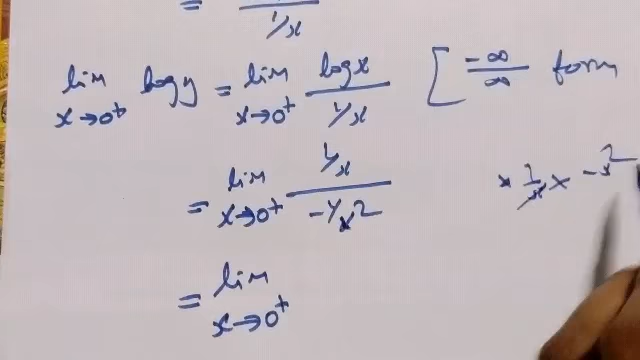 = ― 1/x
lim x→0⁺ log y = lim x→0⁺ log x / 1/x [ -∞/∞ form
= lim x→0⁺ 1/x / -1/x² × 1/x × -x²
= lim x→0⁺